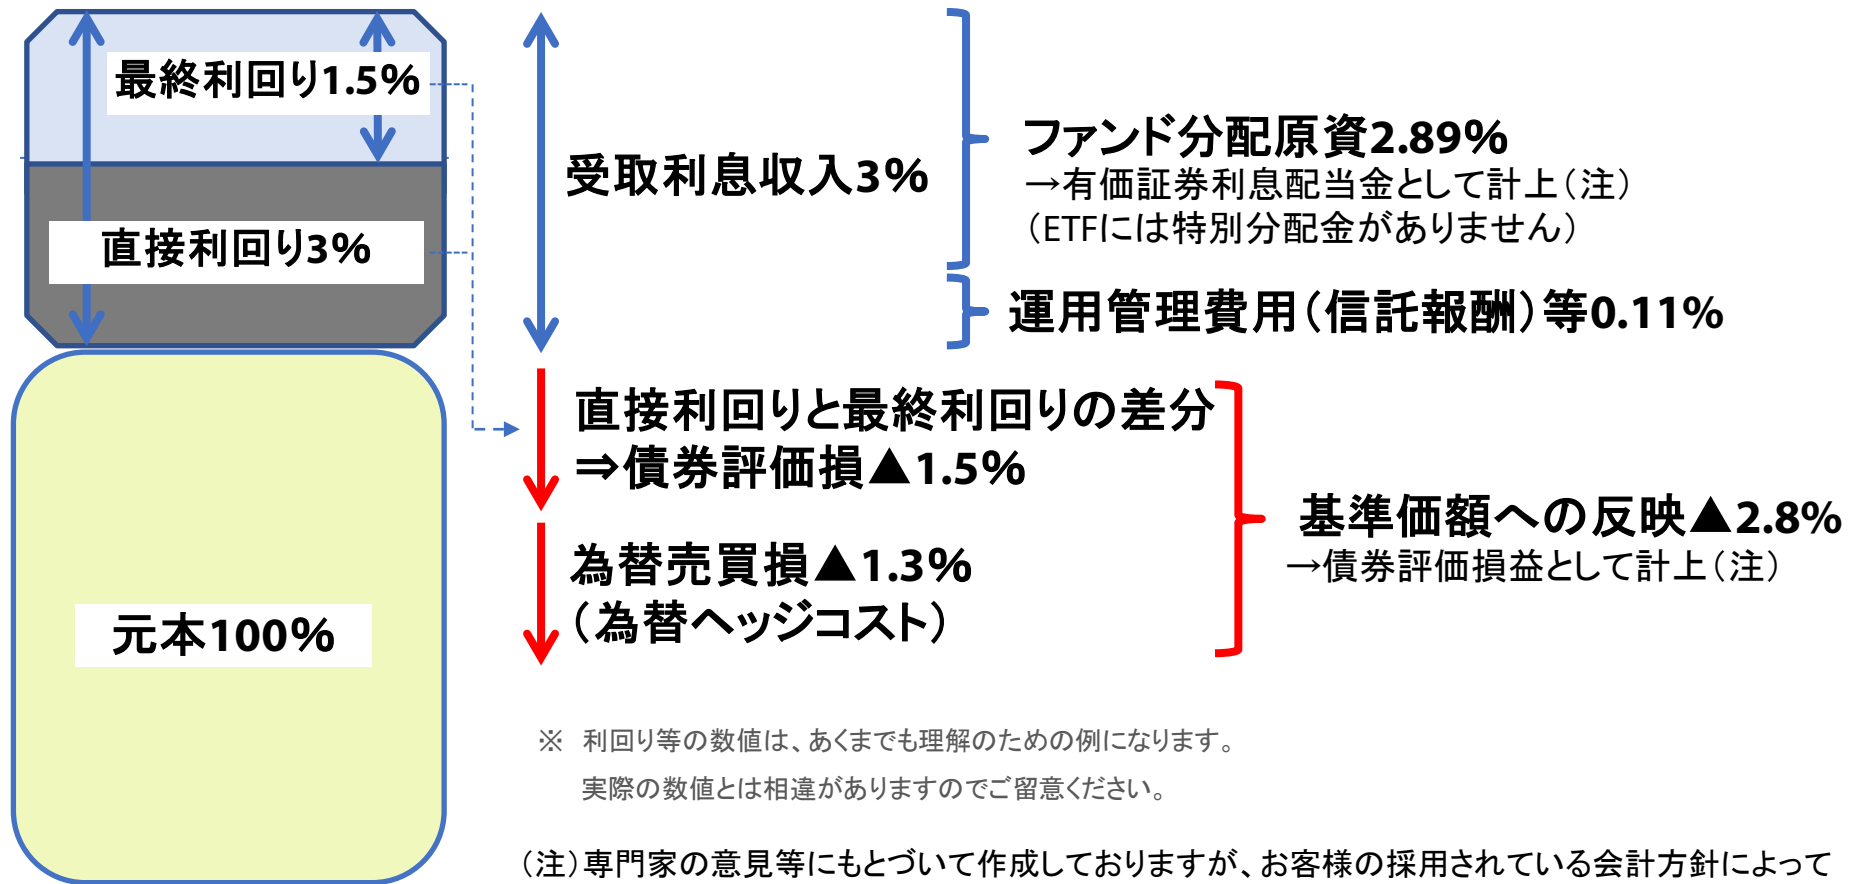 最終利回り1.5%
直接利回り3%
元本100%
受取利息収入3%
ファンド分配原資2.89%
→有価証券利息配当金として計上（注）
（ETFには特別分配金がありません）
運用管理費用（信託報酬）等0.11%
直接利回りと最終利回りの差分
⇒債券評価損▲1.5%
為替売買損▲1.3%
（為替ヘッジコスト）
基準価額への反映▲2.8%
→債券評価損益として計上（注）
※ 利回り等の数値は、あくまでも理解のための例になります。
実際の数値とは相違がありますのでご留意ください。
（注）専門家の意見等にもとづいて作成しておりますが、お客様の採用されている会計方針によって